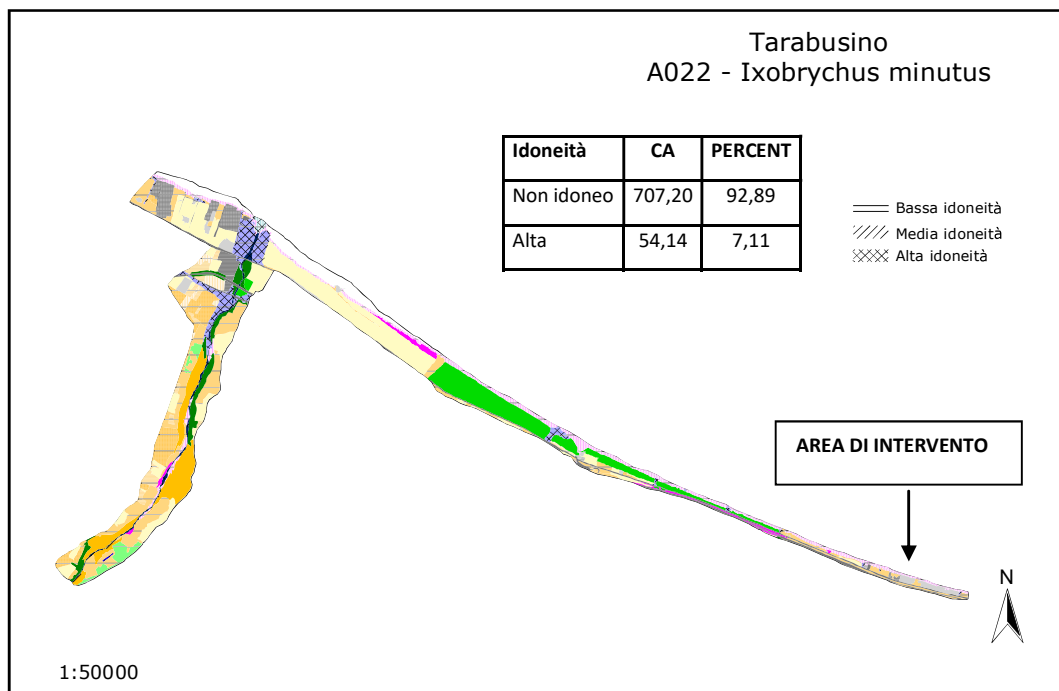 Tarabusino
A022 - Ixobrychus minutus
Idoneità CA PERCENT
Non idoneo 707,20 92,89
Alta 54,14 7,11
Bassa idoneità
Media idoneità
Alta idoneità
AREA DI INTERVENTO
N
1:50000